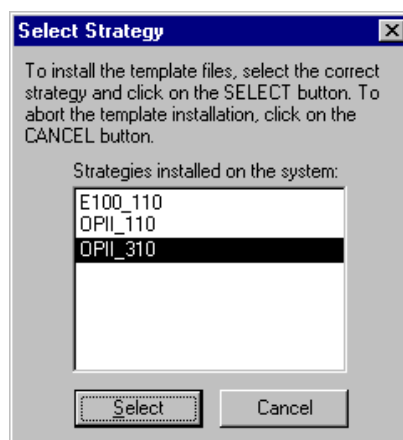 Select Strategy
To install the template files, select the correct
strategy and click on the SELECT button. To
abort the template installation, click on the
CANCEL button.
Strategies installed on the system:
E100_110
OPII_110
OPII_310
Select
Cancel